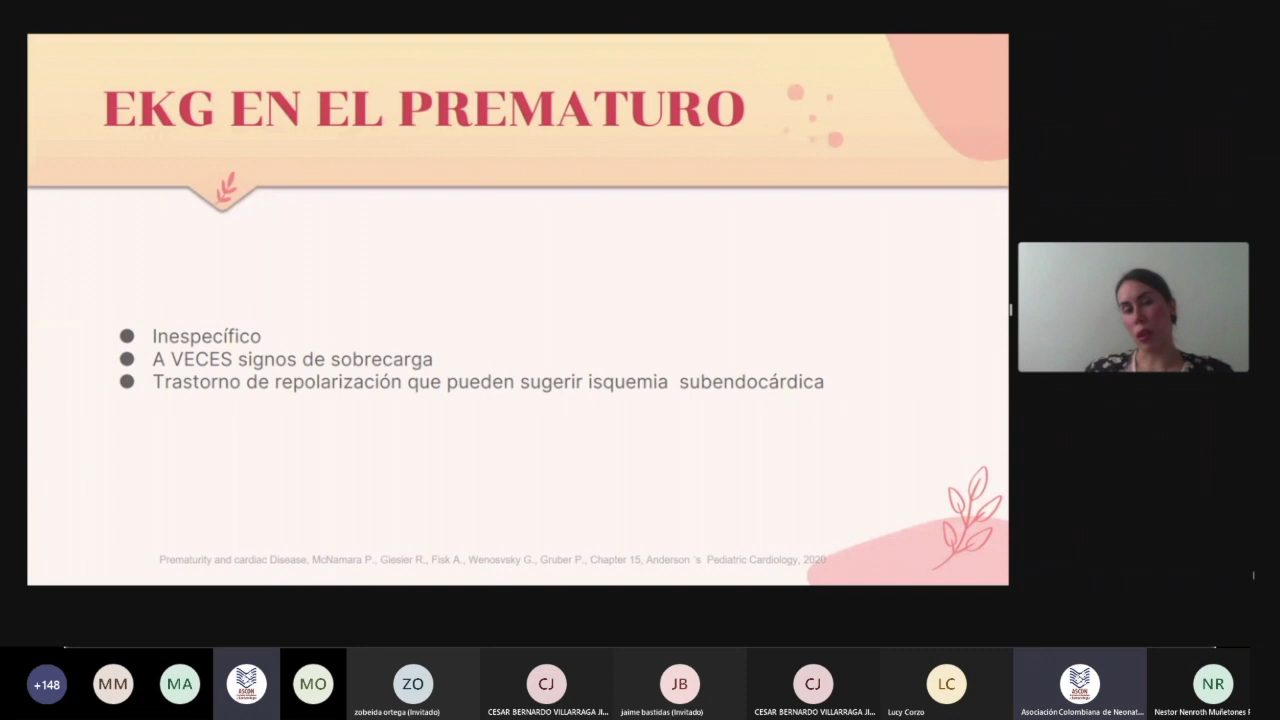 EKG EN EL PREMATURO
● Inespecífico
● A VECES signos de sobrecarga
● Trastorno de repolarización que pueden sugerir isquemia subendocárdica
Prematurity and cardiac Disease, McNamara P., Giesier R., Fisk A., Wenosvsky G., Gruber P., Chapter 15, Anderson ´s Pediatric Cardiology, 2020
+148
MM
MA
ASCON
MO
ZO
CJ
JB
CJ
LC
ASCON
NR
zobeida ortega (Invitado)
CESAR BERNARDO VILLARRAGA JI...
jaime bastidas (Invitado)
CESAR BERNARDO VILLARRAGA JI...
Lucy Corzo
Asociación Colombiana de Neonat...
Nestor Nenroth Muñetones